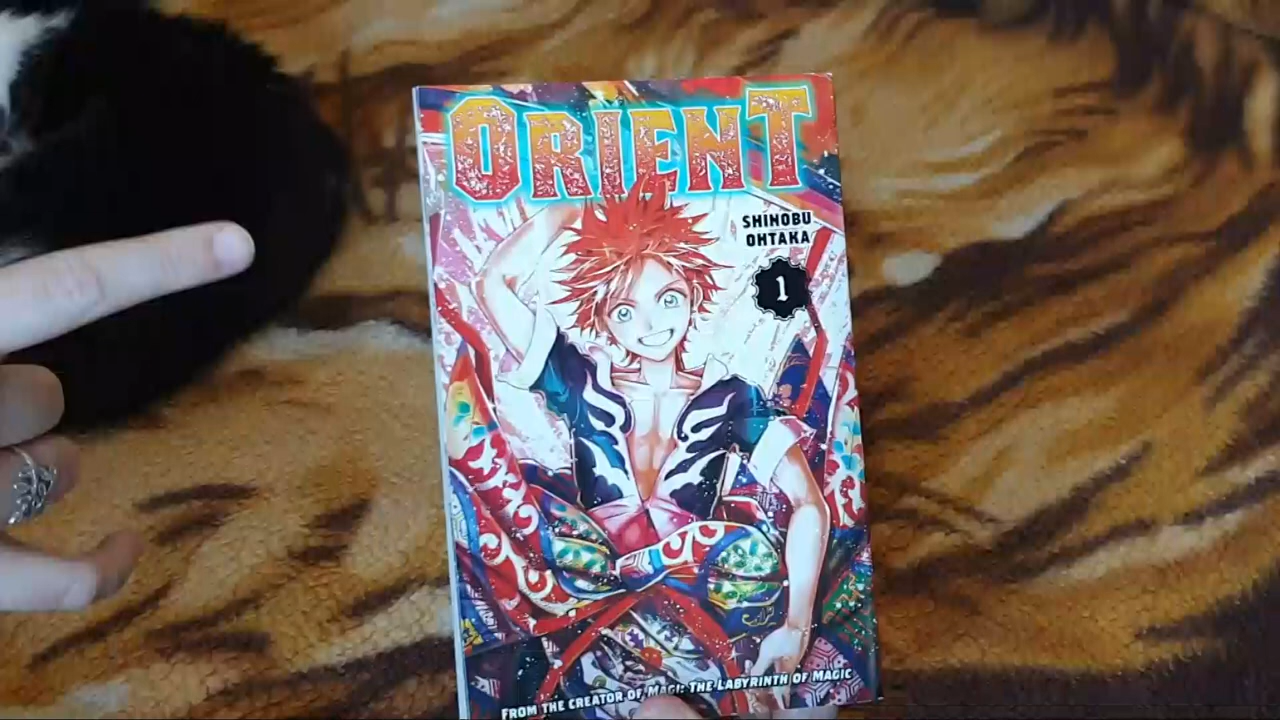 ORIENT
SHINOBU
OHTAKA
1
FROM THE CREATOR OF MAGI: THE LABYRINTH OF MAGIC